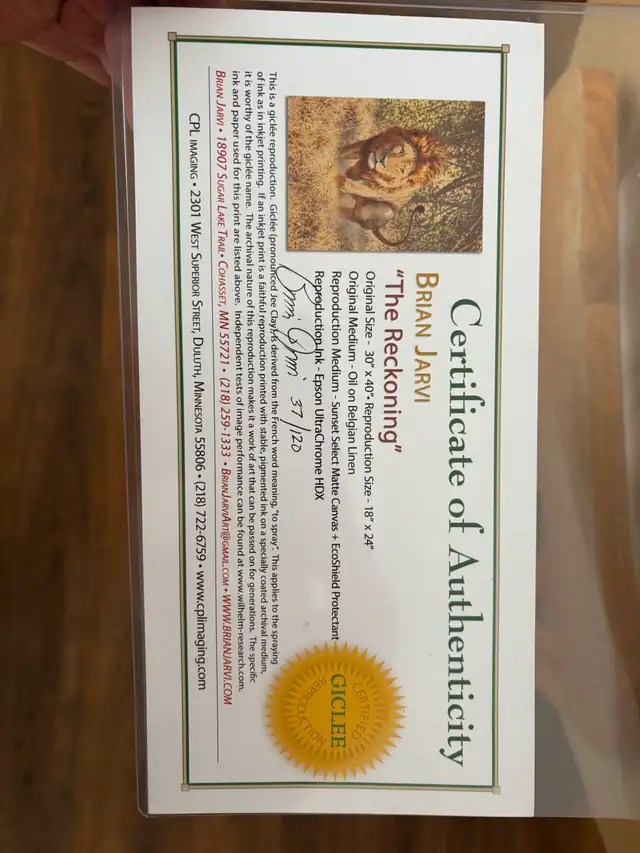 Certificate of Authenticity
BRIAN JARVI
"The Reckoning"
Original Size - 30" x 40" • Reproduction Size - 18" x 24"
Original Medium - Oil on Belgian Linen
Reproduction Medium - Sunset Select Matte Canvas + EcoShield Protectant
Reproduction Ink - Epson UltraChrome HDX
37/120
CERTIFIED
GICLEE
REPRODUCTION
This is a giclée reproduction. Giclée (pronounced Jee Clay) is derived from the French word meaning, "to spray". This applies to the spraying
of ink as in inkjet printing. If an inkjet print is a faithful reproduction printed with stable, pigmented ink on a specially coated archival medium,
it is worthy of the giclée name. The archival nature of this reproduction makes it a work of art that can be passed on for generations. The specific
ink and paper used for this print are listed above. Independent tests of image performance can be found at www.wilhelm-research.com.
BRIAN JARVI • 18907 SUGAR LAKE TRAIL • COHASSET, MN 55721 • (218) 259-1333 • BRIANJARVIART@GMAIL.COM • WWW.BRIANJARVI.COM
CPL IMAGING • 2301 WEST SUPERIOR STREET, DULUTH, MINNESOTA 55806 • (218) 722-6759 • www.cplimaging.com